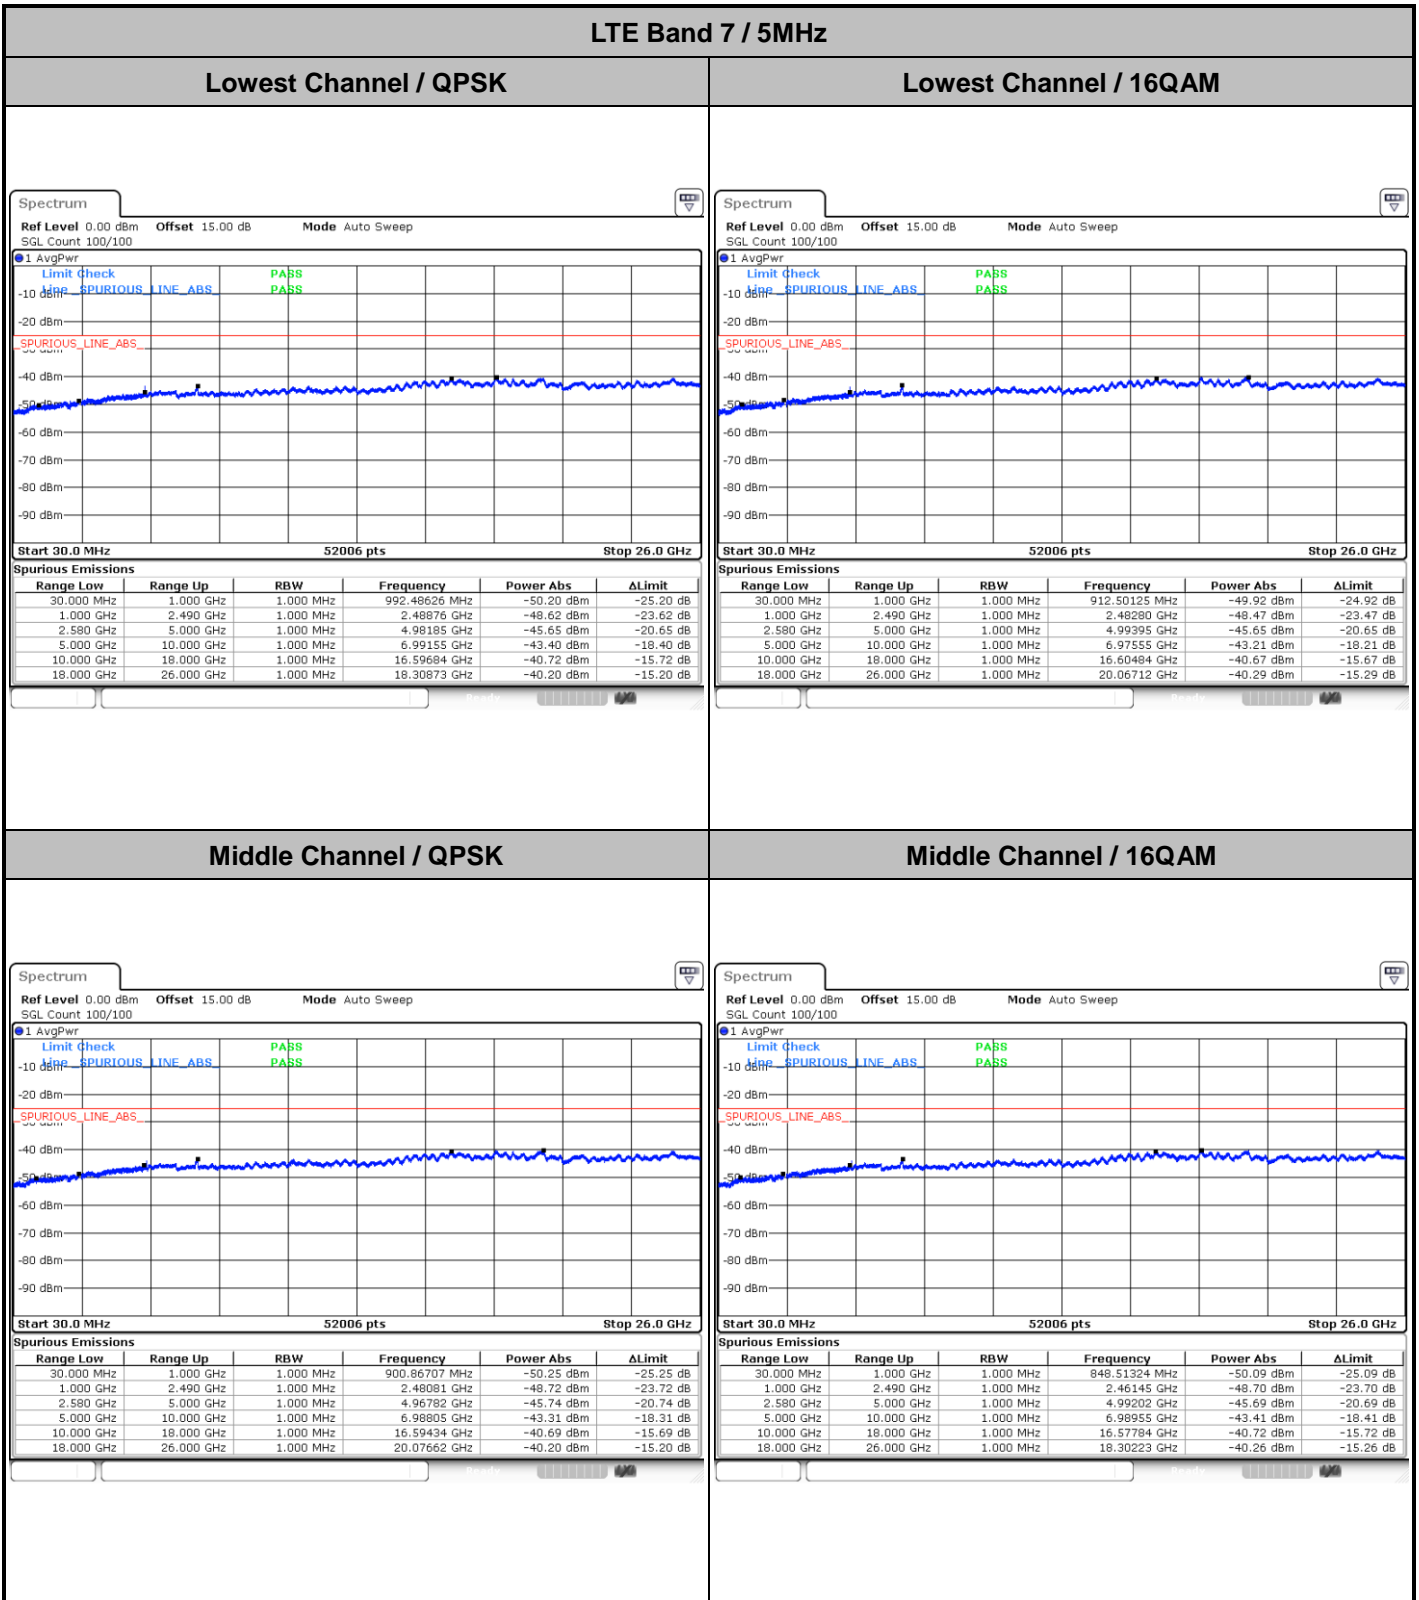 LTE Band 7 / 5MHz
Lowest Channel / QPSK
Lowest Channel / 16QAM
Spectrum
Ref Level 0.00 dBm Offset 15.00 dB Mode Auto Sweep
SGL Count 100/100
1 AvgPwr
Limit Check PASS
Line _SPURIOUS_LINE_ABS_ PASS
-10 dBm
-20 dBm
_SPURIOUS_LINE_ABS_
-30 dBm
-40 dBm
-50 dBm
-60 dBm
-70 dBm
-80 dBm
-90 dBm
Start 30.0 MHz 52006 pts Stop 26.0 GHz
Spurious Emissions
Range Low Range Up RBW Frequency Power Abs ΔLimit
30.000 MHz 1.000 GHz 1.000 MHz 992.48626 MHz -50.20 dBm -25.20 dB
1.000 GHz 2.490 GHz 1.000 MHz 2.48876 GHz -48.62 dBm -23.62 dB
2.580 GHz 5.000 GHz 1.000 MHz 4.98185 GHz -45.65 dBm -20.65 dB
5.000 GHz 10.000 GHz 1.000 MHz 6.99155 GHz -43.40 dBm -18.40 dB
10.000 GHz 18.000 GHz 1.000 MHz 16.59684 GHz -40.72 dBm -15.72 dB
18.000 GHz 26.000 GHz 1.000 MHz 18.30873 GHz -40.20 dBm -15.20 dB
Ready
Spectrum
Ref Level 0.00 dBm Offset 15.00 dB Mode Auto Sweep
SGL Count 100/100
1 AvgPwr
Limit Check PASS
Line _SPURIOUS_LINE_ABS_ PASS
-10 dBm
-20 dBm
_SPURIOUS_LINE_ABS_
-30 dBm
-40 dBm
-50 dBm
-60 dBm
-70 dBm
-80 dBm
-90 dBm
Start 30.0 MHz 52006 pts Stop 26.0 GHz
Spurious Emissions
Range Low Range Up RBW Frequency Power Abs ΔLimit
30.000 MHz 1.000 GHz 1.000 MHz 912.50125 MHz -49.92 dBm -24.92 dB
1.000 GHz 2.490 GHz 1.000 MHz 2.48280 GHz -48.47 dBm -23.47 dB
2.580 GHz 5.000 GHz 1.000 MHz 4.99395 GHz -45.65 dBm -20.65 dB
5.000 GHz 10.000 GHz 1.000 MHz 6.97555 GHz -43.21 dBm -18.21 dB
10.000 GHz 18.000 GHz 1.000 MHz 16.60484 GHz -40.67 dBm -15.67 dB
18.000 GHz 26.000 GHz 1.000 MHz 20.06712 GHz -40.29 dBm -15.29 dB
Ready
Middle Channel / QPSK
Middle Channel / 16QAM
Spectrum
Ref Level 0.00 dBm Offset 15.00 dB Mode Auto Sweep
SGL Count 100/100
1 AvgPwr
Limit Check PASS
Line _SPURIOUS_LINE_ABS_ PASS
-10 dBm
-20 dBm
_SPURIOUS_LINE_ABS_
-30 dBm
-40 dBm
-50 dBm
-60 dBm
-70 dBm
-80 dBm
-90 dBm
Start 30.0 MHz 52006 pts Stop 26.0 GHz
Spurious Emissions
Range Low Range Up RBW Frequency Power Abs ΔLimit
30.000 MHz 1.000 GHz 1.000 MHz 900.86707 MHz -50.25 dBm -25.25 dB
1.000 GHz 2.490 GHz 1.000 MHz 2.48081 GHz -48.72 dBm -23.72 dB
2.580 GHz 5.000 GHz 1.000 MHz 4.96782 GHz -45.74 dBm -20.74 dB
5.000 GHz 10.000 GHz 1.000 MHz 6.98805 GHz -43.31 dBm -18.31 dB
10.000 GHz 18.000 GHz 1.000 MHz 16.59434 GHz -40.69 dBm -15.69 dB
18.000 GHz 26.000 GHz 1.000 MHz 20.07662 GHz -40.20 dBm -15.20 dB
Ready
Spectrum
Ref Level 0.00 dBm Offset 15.00 dB Mode Auto Sweep
SGL Count 100/100
1 AvgPwr
Limit Check PASS
Line _SPURIOUS_LINE_ABS_ PASS
-10 dBm
-20 dBm
_SPURIOUS_LINE_ABS_
-30 dBm
-40 dBm
-50 dBm
-60 dBm
-70 dBm
-80 dBm
-90 dBm
Start 30.0 MHz 52006 pts Stop 26.0 GHz
Spurious Emissions
Range Low Range Up RBW Frequency Power Abs ΔLimit
30.000 MHz 1.000 GHz 1.000 MHz 848.51324 MHz -50.09 dBm -25.09 dB
1.000 GHz 2.490 GHz 1.000 MHz 2.46145 GHz -48.70 dBm -23.70 dB
2.580 GHz 5.000 GHz 1.000 MHz 4.99202 GHz -45.69 dBm -20.69 dB
5.000 GHz 10.000 GHz 1.000 MHz 6.98955 GHz -43.41 dBm -18.41 dB
10.000 GHz 18.000 GHz 1.000 MHz 16.57784 GHz -40.72 dBm -15.72 dB
18.000 GHz 26.000 GHz 1.000 MHz 18.30223 GHz -40.26 dBm -15.26 dB
Ready